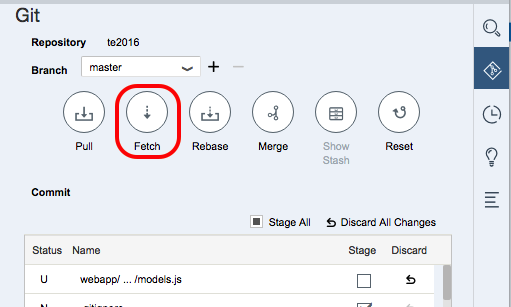 Git
Repository te2016
Branch master
Pull Fetch Rebase Merge Show Stash Reset
Commit
Stage All Discard All Changes
Status Name Stage Discard
U webapp/ ... /models.js